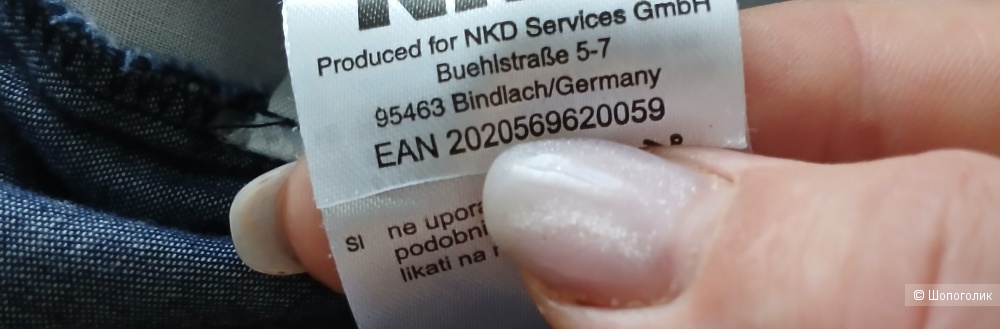 Produced for NKD Services GmbH
Buehlstraße 5-7
95463 Bindlach/Germany
EAN 2020569620059
SI ne
podobni
likati na
© Шопоголик